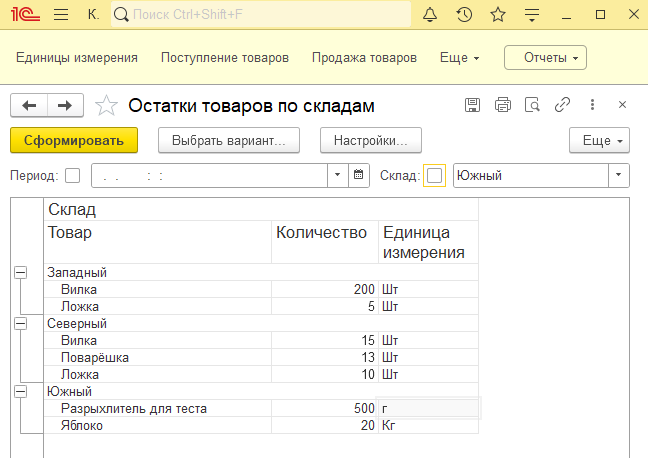 1С К. Поиск Ctrl+Shift+F
Единицы измерения Поступление товаров Продажа товаров Еще Отчеты
Остатки товаров по складам
Сформировать Выбрать вариант... Настройки... Еще
Период: . . : : Склад: Южный
Склад
Товар Количество Единица
измерения
Западный
Вилка 200 Шт
Ложка 5 Шт
Северный
Вилка 15 Шт
Поварёшка 13 Шт
Ложка 10 Шт
Южный
Разрыхлитель для теста 500 г
Яблоко 20 Кг